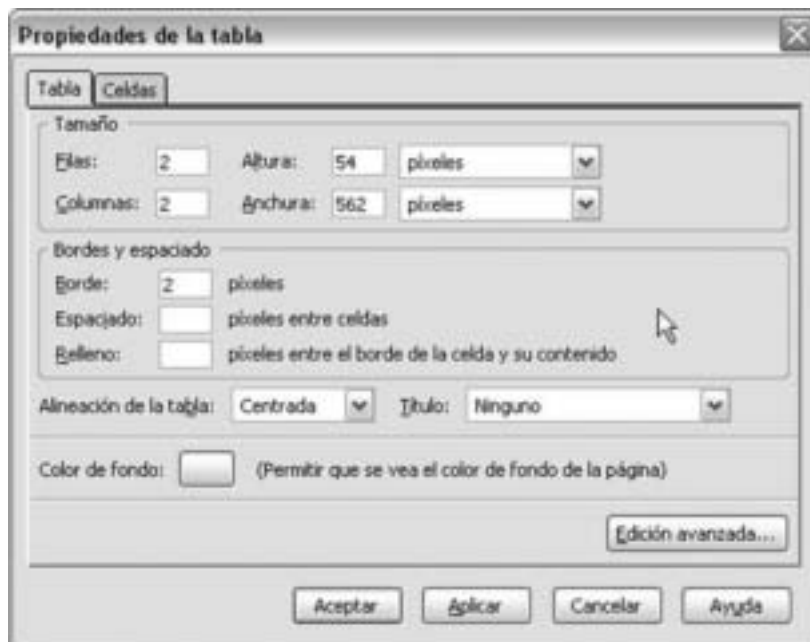 Propiedades de la tabla
Tabla Celdas
Tamaño
Filas: 2 Altura: 54 píxeles
Columnas: 2 Anchura: 562 píxeles
Bordes y espaciado
Borde: 2 píxeles
Espaciado: píxeles entre celdas
Relleno: píxeles entre el borde de la celda y su contenido
Alineación de la tabla: Centrada Título: Ninguno
Color de fondo: (Permitir que se vea el color de fondo de la página)
Edición avanzada...
Aceptar Aplicar Cancelar Ayuda